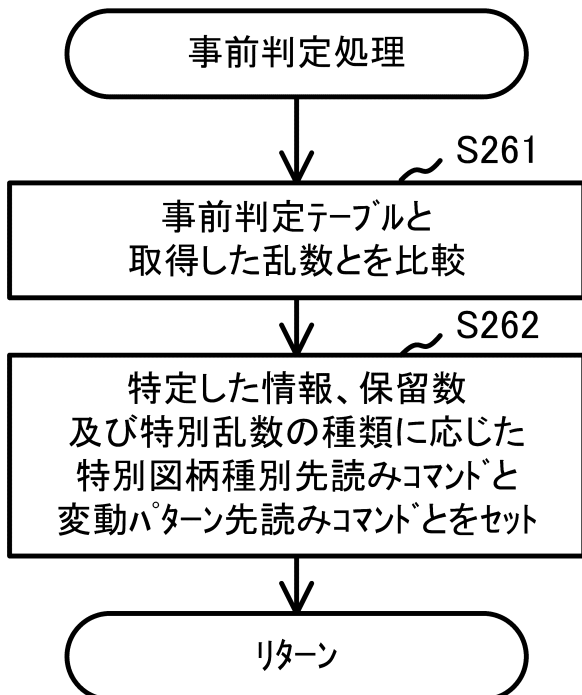 事前判定処理
S261
事前判定ﾃｰﾌﾞﾙと
取得した乱数とを比較
S262
特定した情報、保留数
及び特別乱数の種類に応じた
特別図柄種別先読みｺﾏﾝﾄﾞと
変動ﾊﾟﾀｰﾝ先読みｺﾏﾝﾄﾞとをｾｯﾄ
ﾘﾀｰﾝ